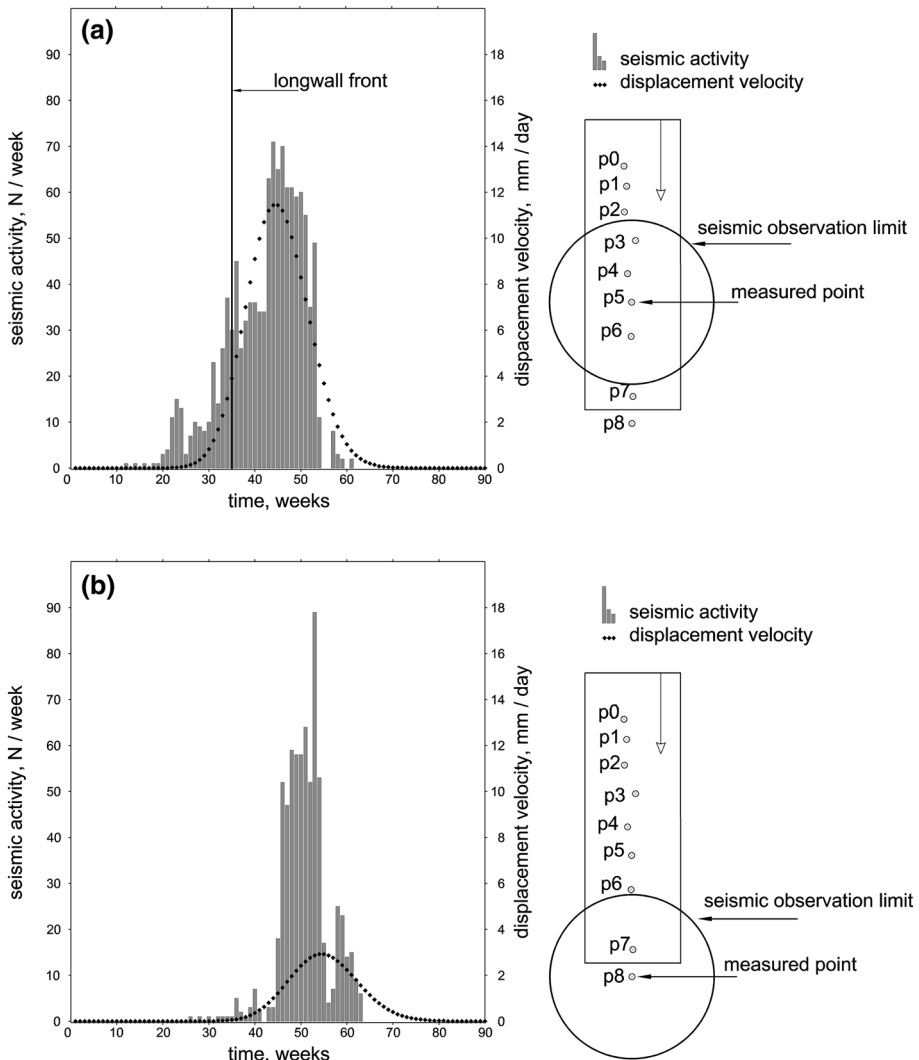 (a)
longwall front
seismic activity, N / week
90
80
70
60
50
40
30
20
10
0
18
16
14
12
10
8
6
4
2
0
dispacement velocity, mm / day
0 10 20 30 40 50 60 70 80 90
time, weeks
seismic activity
displacement velocity
p0
p1
p2
seismic observation limit
p3
p4
p5
measured point
p6
p7
p8
(b)
seismic activity, N / week
90
80
70
60
50
40
30
20
10
0
18
16
14
12
10
8
6
4
2
0
displacement velocity, mm / day
0 10 20 30 40 50 60 70 80 90
time, weeks
seismic activity
displacement velocity
p0
p1
p2
p3
p4
p5
p6
seismic observation limit
p7
measured point
p8